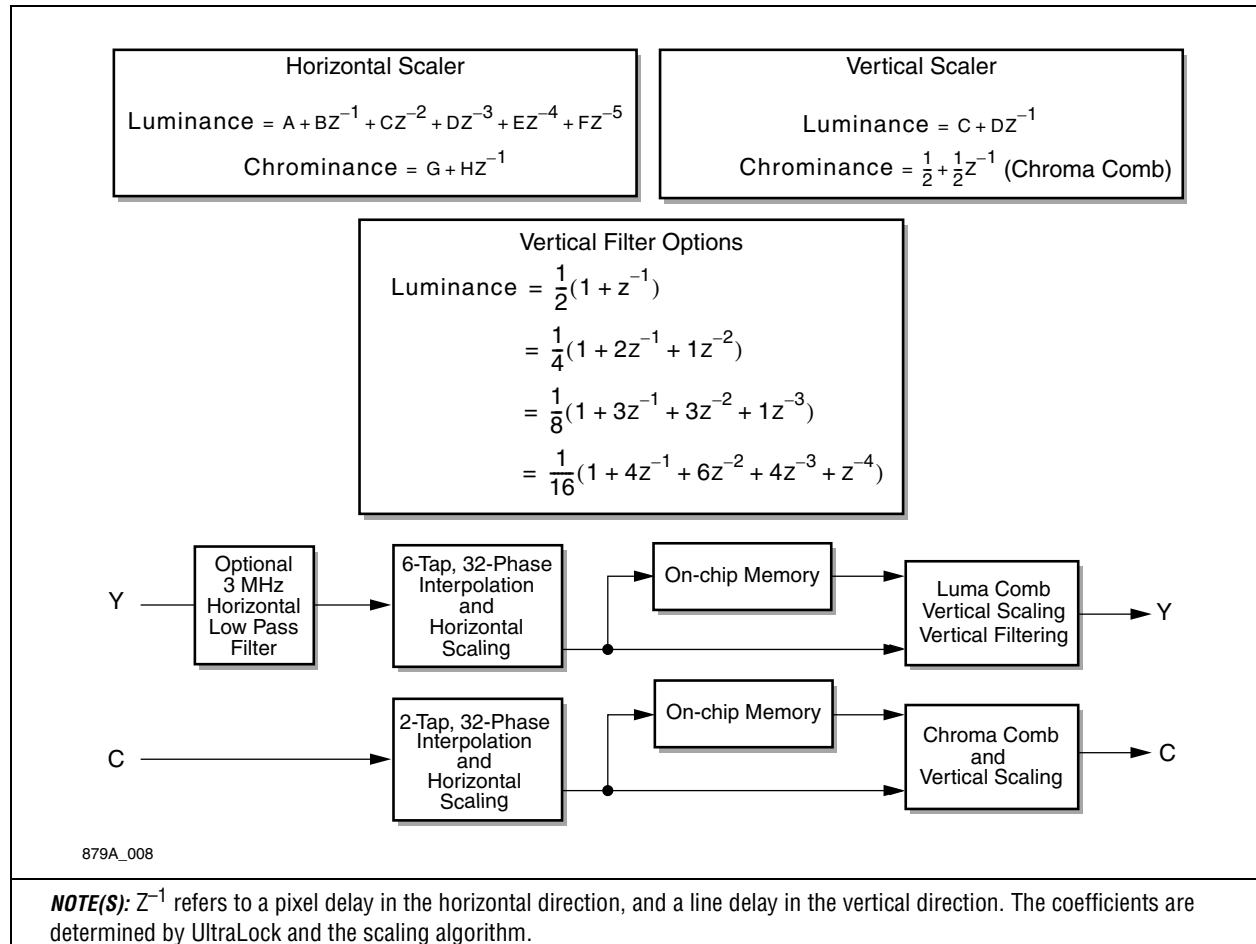 Horizontal Scaler
Luminance = A + BZ⁻¹ + CZ⁻² + DZ⁻³ + EZ⁻⁴ + FZ⁻⁵
Chrominance = G + HZ⁻¹
Vertical Scaler
Luminance = C + DZ⁻¹
Chrominance = 1/2 + 1/2Z⁻¹ (Chroma Comb)
Vertical Filter Options
Luminance = 1/2(1 + z⁻¹)
= 1/4(1 + 2z⁻¹ + 1z⁻²)
= 1/8(1 + 3z⁻¹ + 3z⁻² + 1z⁻³)
= 1/16(1 + 4z⁻¹ + 6z⁻² + 4z⁻³ + z⁻⁴)
Y
Optional
3 MHz
Horizontal
Low Pass
Filter
6-Tap, 32-Phase
Interpolation
and
Horizontal
Scaling
On-chip Memory
Luma Comb
Vertical Scaling
Vertical Filtering
Y
C
2-Tap, 32-Phase
Interpolation
and
Horizontal
Scaling
On-chip Memory
Chroma Comb
and
Vertical Scaling
C
879A_008
NOTE(S): Z⁻¹ refers to a pixel delay in the horizontal direction, and a line delay in the vertical direction. The coefficients are
determined by UltraLock and the scaling algorithm.